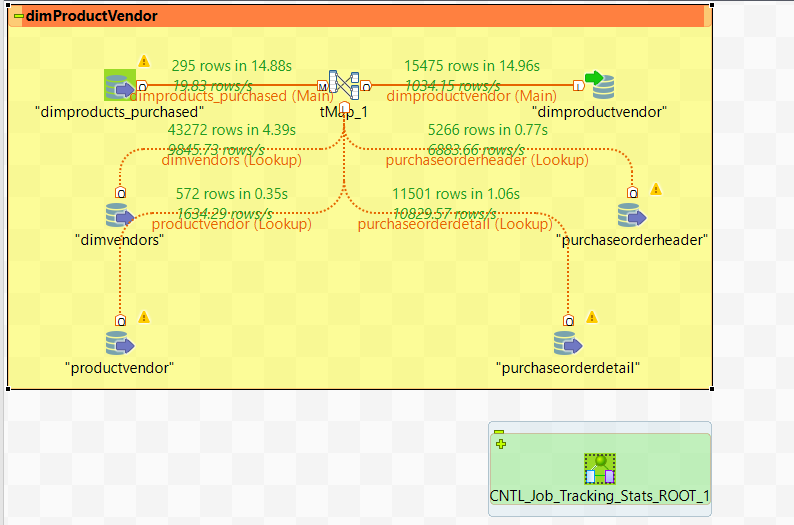 dimProductVendor
295 rows in 14.88s
15475 rows in 14.96s
19.83 rows/s
1034.15 rows/s
dimproducts_purchased (Main)
dimproductvendor (Main)
M
O
O
I
"dimproducts_purchased"
tMap_1
"dimproductvendor"
43272 rows in 4.39s
5266 rows in 0.77s
9845.73 rows/s
6883.66 rows/s
dimvendors (Lookup)
purchaseorderheader (Lookup)
O
O
572 rows in 0.35s
11501 rows in 1.06s
1634.29 rows/s
10829.57 rows/s
productvendor (Lookup)
purchaseorderdetail (Lookup)
"dimvendors"
"purchaseorderheader"
O
O
"productvendor"
"purchaseorderdetail"
CNTL_Job_Tracking_Stats_ROOT_1